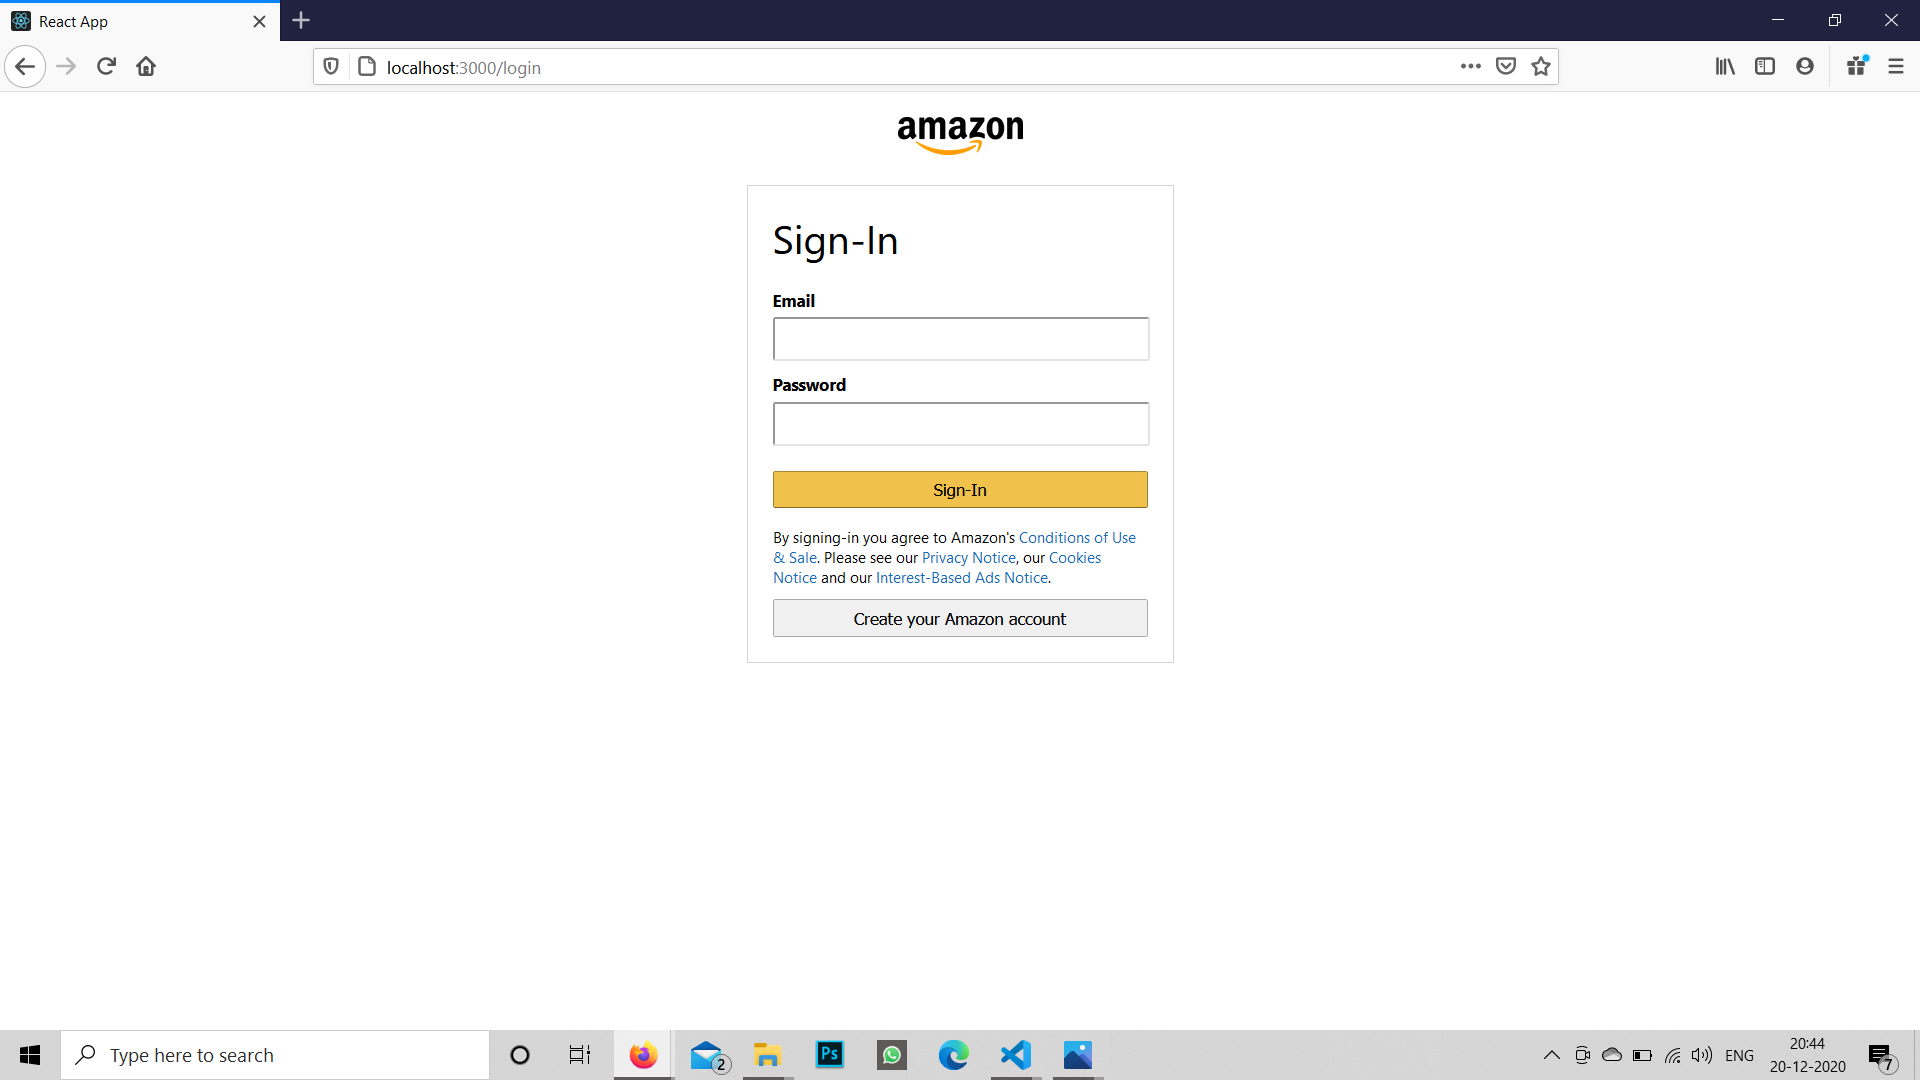 React App
localhost:3000/login
amazon
Sign-In
Email
Password
Sign-In
By signing-in you agree to Amazon's Conditions of Use
& Sale. Please see our Privacy Notice, our Cookies
Notice and our Interest-Based Ads Notice.
Create your Amazon account
Type here to search
2
Ps
ENG
20:44
20-12-2020
7